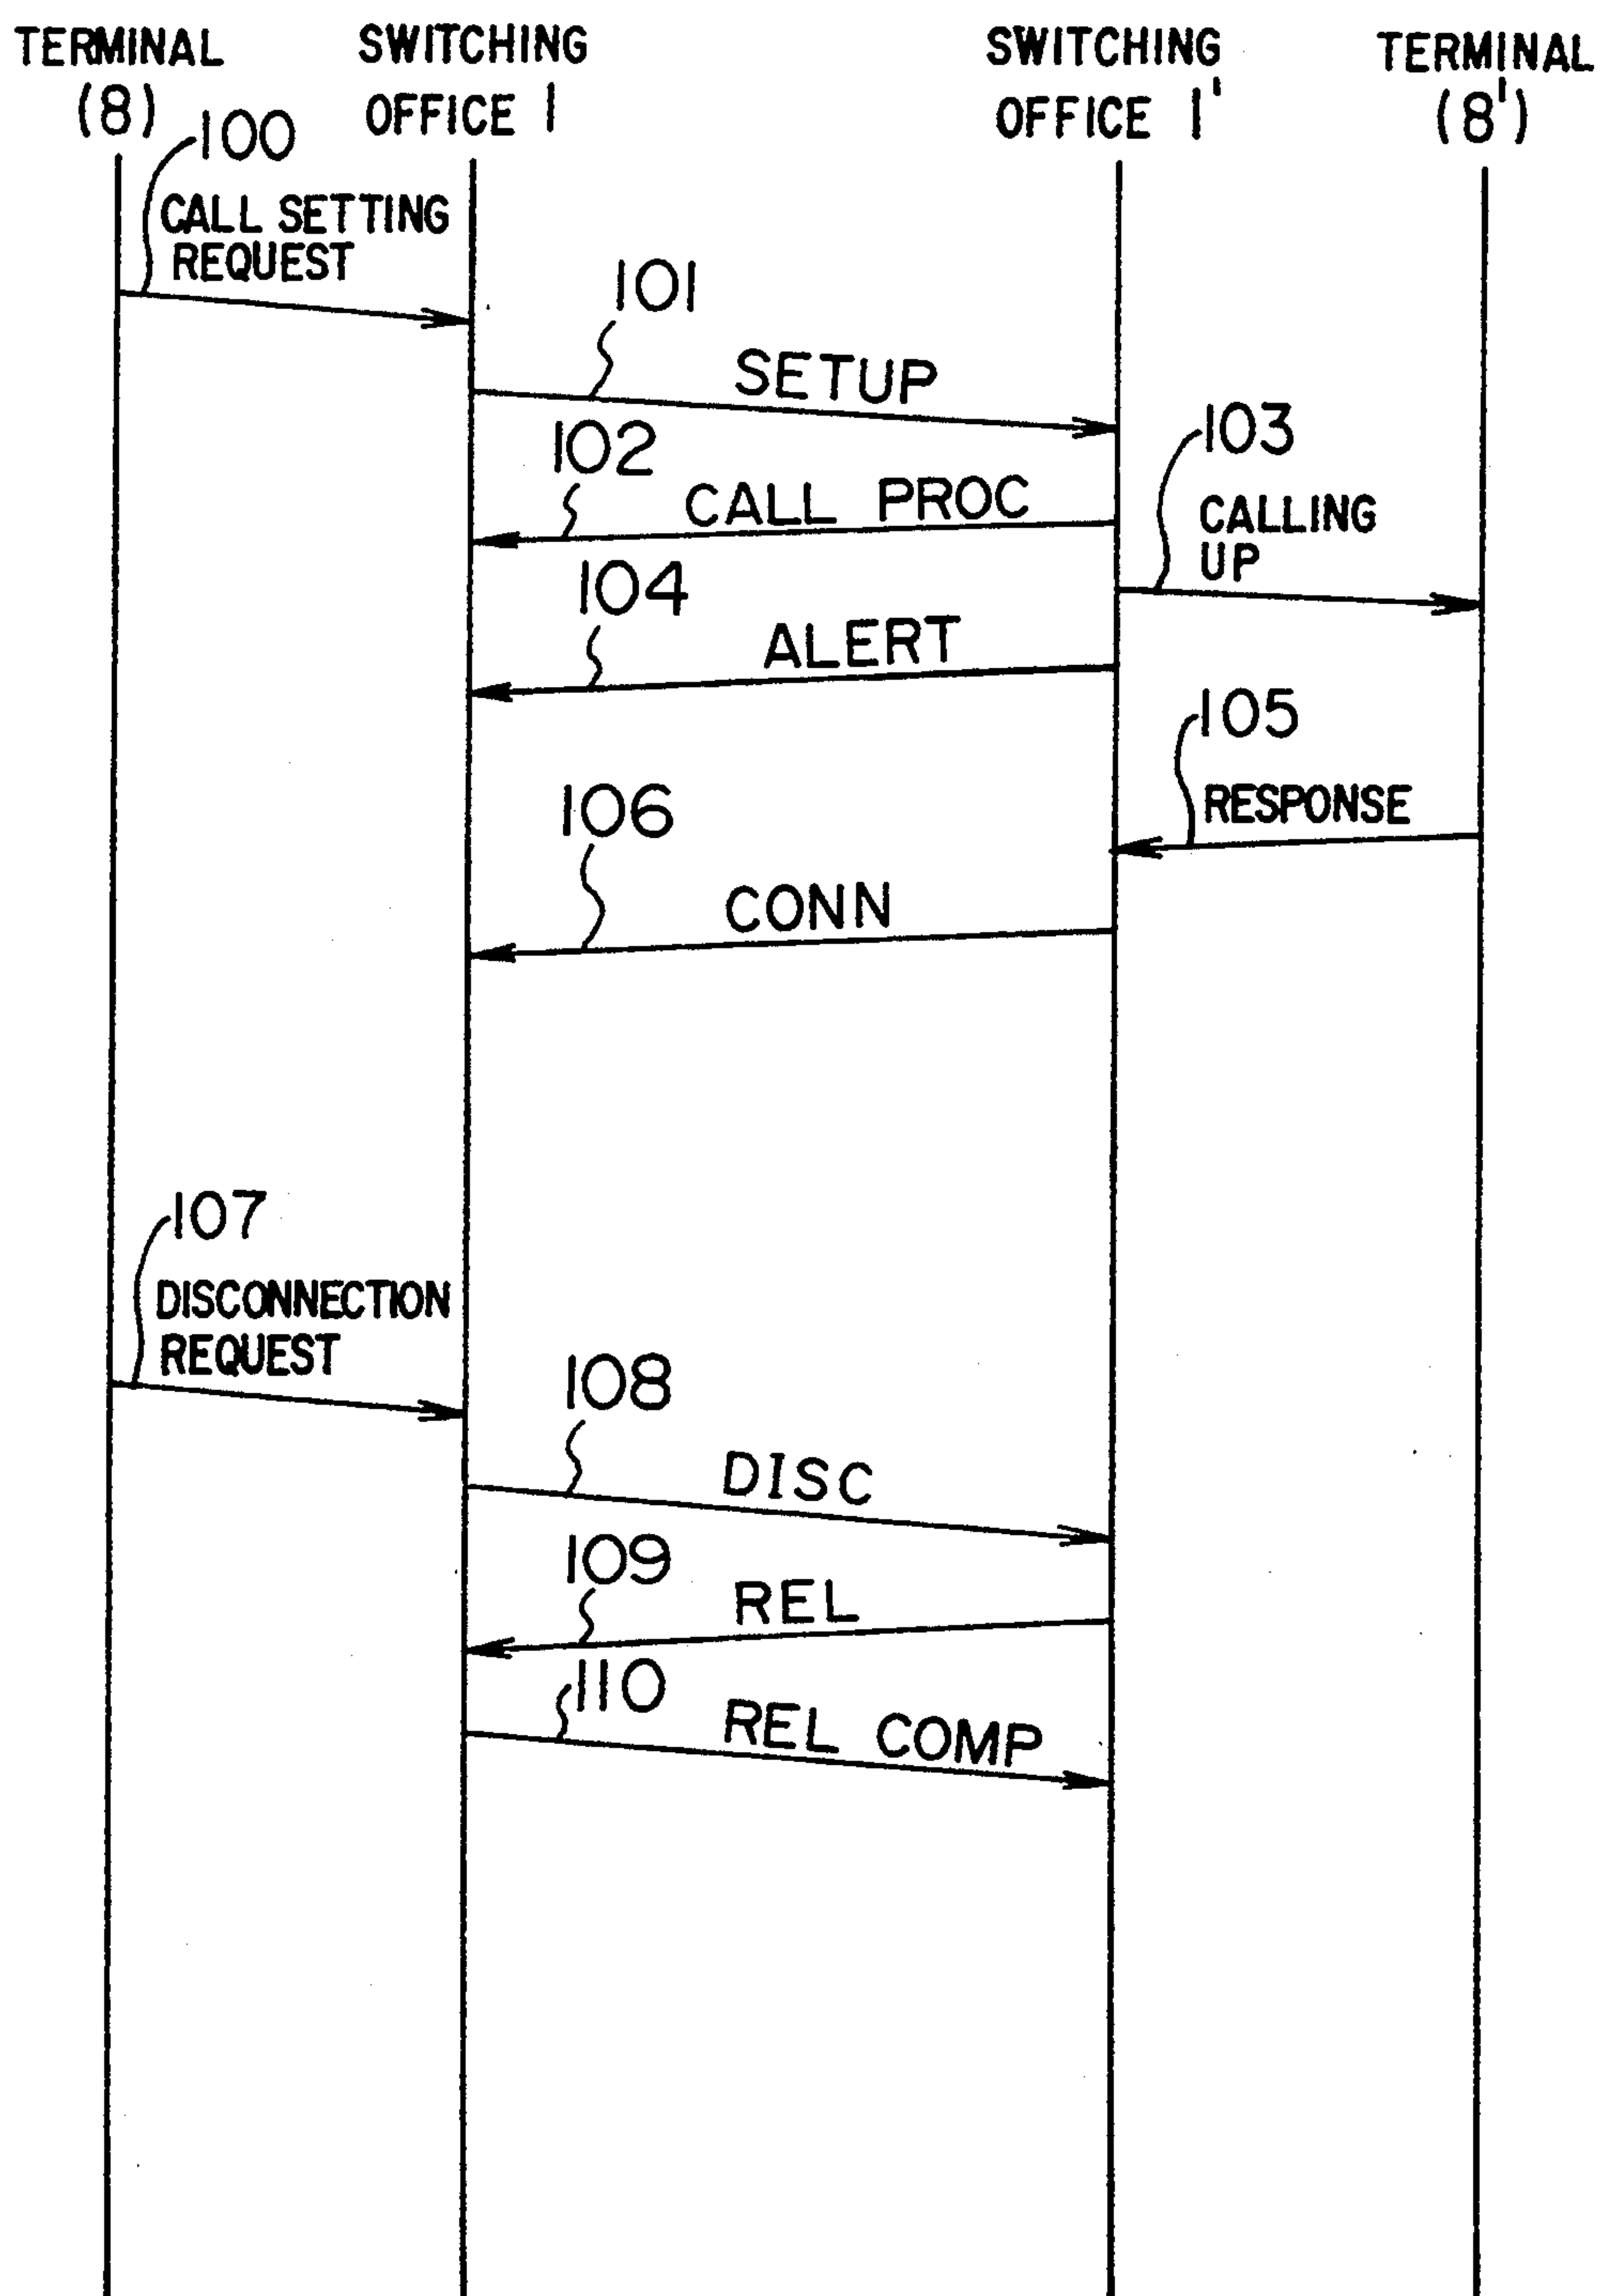 TERMINAL
(8)
SWITCHING
OFFICE 1
SWITCHING
OFFICE 1'
TERMINAL
(8')
100
CALL SETTING
REQUEST
101
SETUP
102
CALL PROC
103
CALLING
UP
104
ALERT
105
RESPONSE
106
CONN
107
DISCONNECTION
REQUEST
108
DISC
109
REL
110
REL COMP